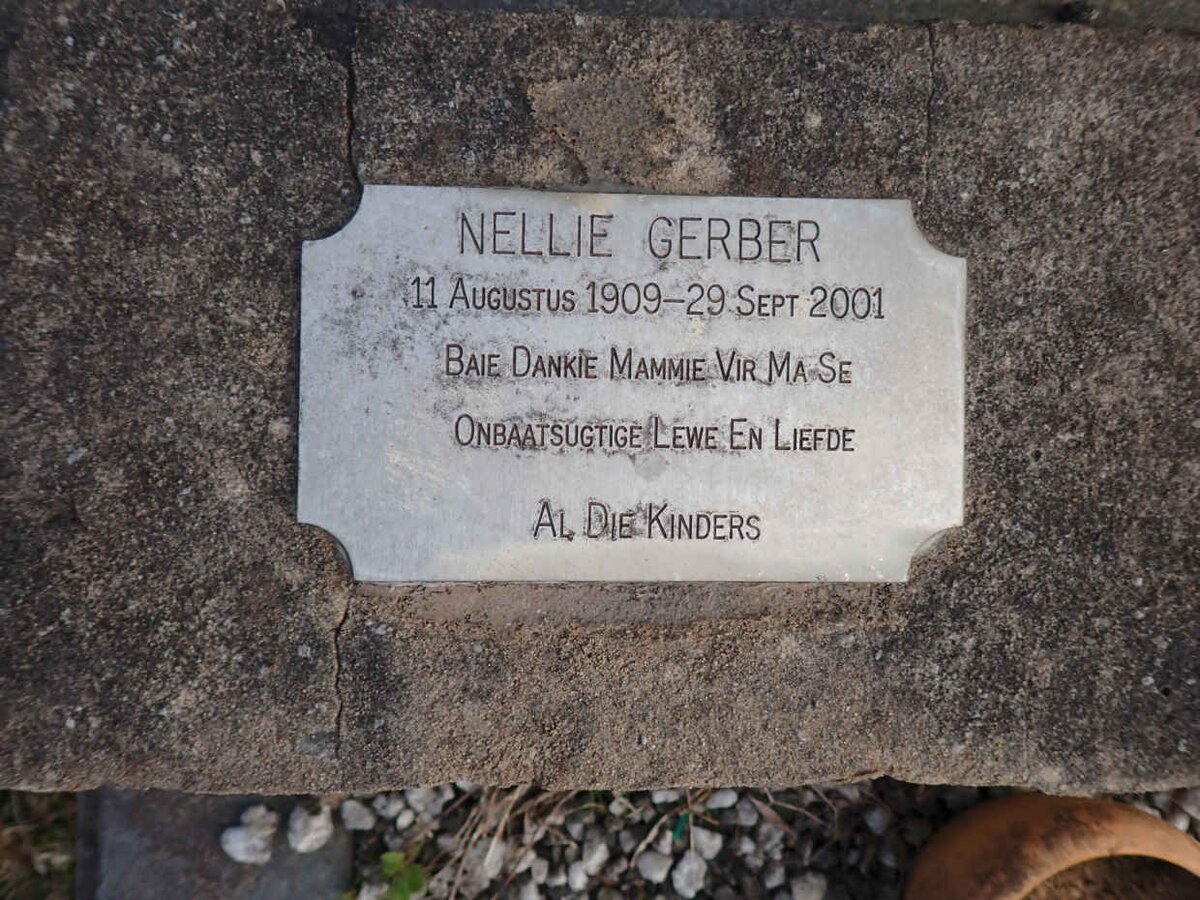 NELLIE GERBER
11 AUGUSTUS 1909–29 SEPT 2001
BAIE DANKIE MAMMIE VIR MA SE
ONBAATSUGTIGE LEWE EN LIEFDE
AL DIE KINDERS